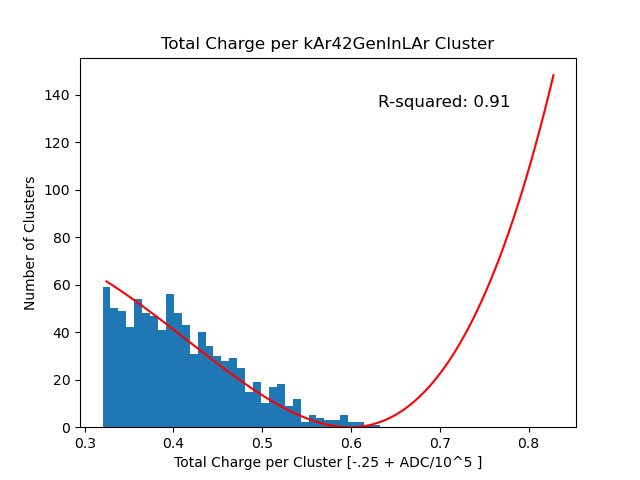 Total Charge per kAr42GenInLAr Cluster
R-squared: 0.91
Number of Clusters
140
120
100
80
60
40
20
0
0.3 0.4 0.5 0.6 0.7 0.8
Total Charge per Cluster [-.25 + ADC/10^5 ]